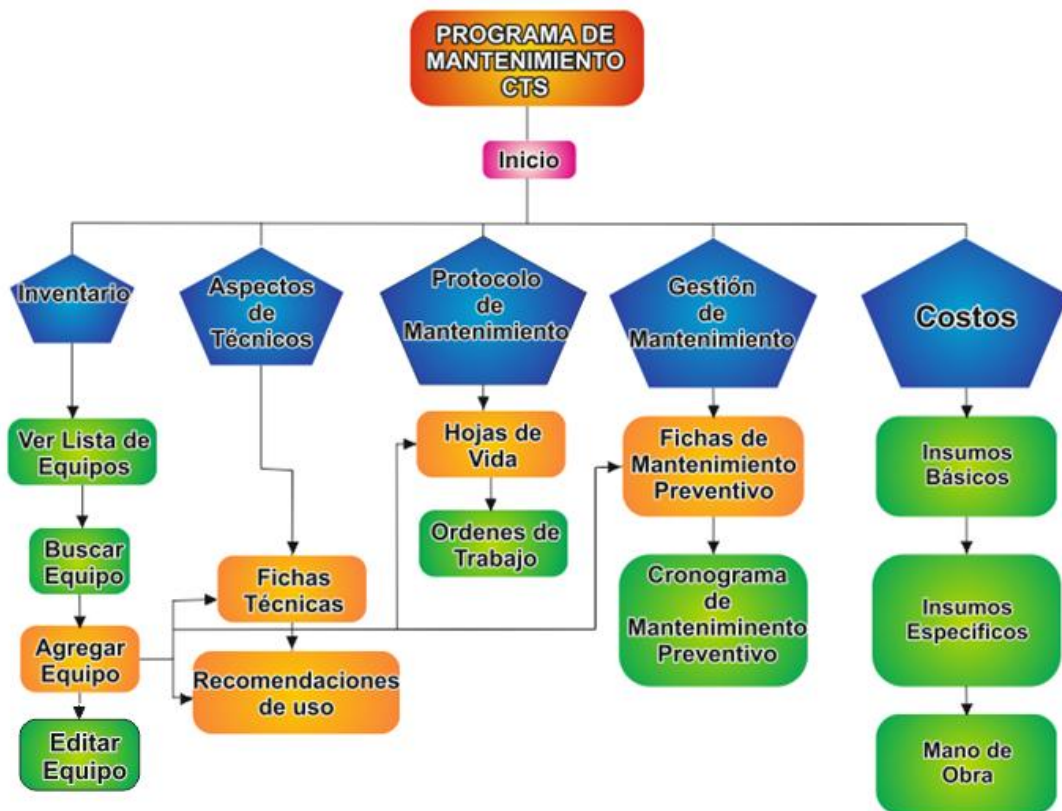 PROGRAMA DE
MANTENIMIENTO
CTS
Inicio
Inventario
Aspectos
de
Técnicos
Protocolo
de
Mantenimiento
Gestión
de
Mantenimiento
Costos
Ver Lista de
Equipos
Buscar
Equipo
Agregar
Equipo
Editar
Equipo
Fichas
Técnicas
Recomendaciones
de uso
Hojas de
Vida
Ordenes de
Trabajo
Fichas de
Mantenimiento
Preventivo
Cronograma
de
Manteniminento
Preventivo
Insumos
Básicos
Insumos
Específicos
Mano de
Obra